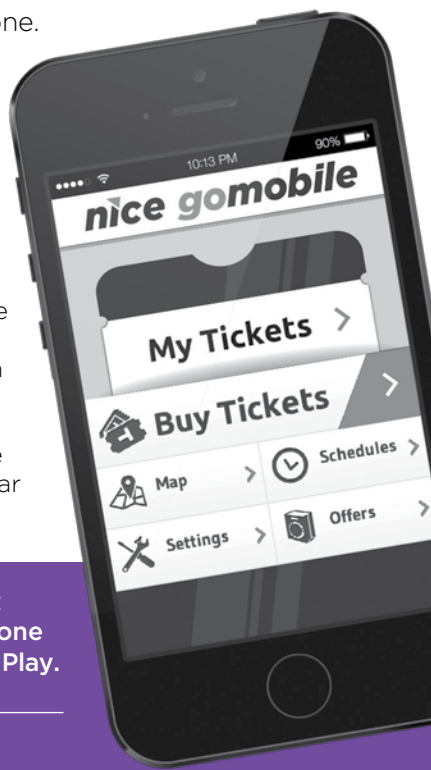 one.
10:13 PM
90%
nice gomobile
e
My Tickets
n
Buy Tickets
e
ar
Map
Schedules
Settings
Offers
one
Play.